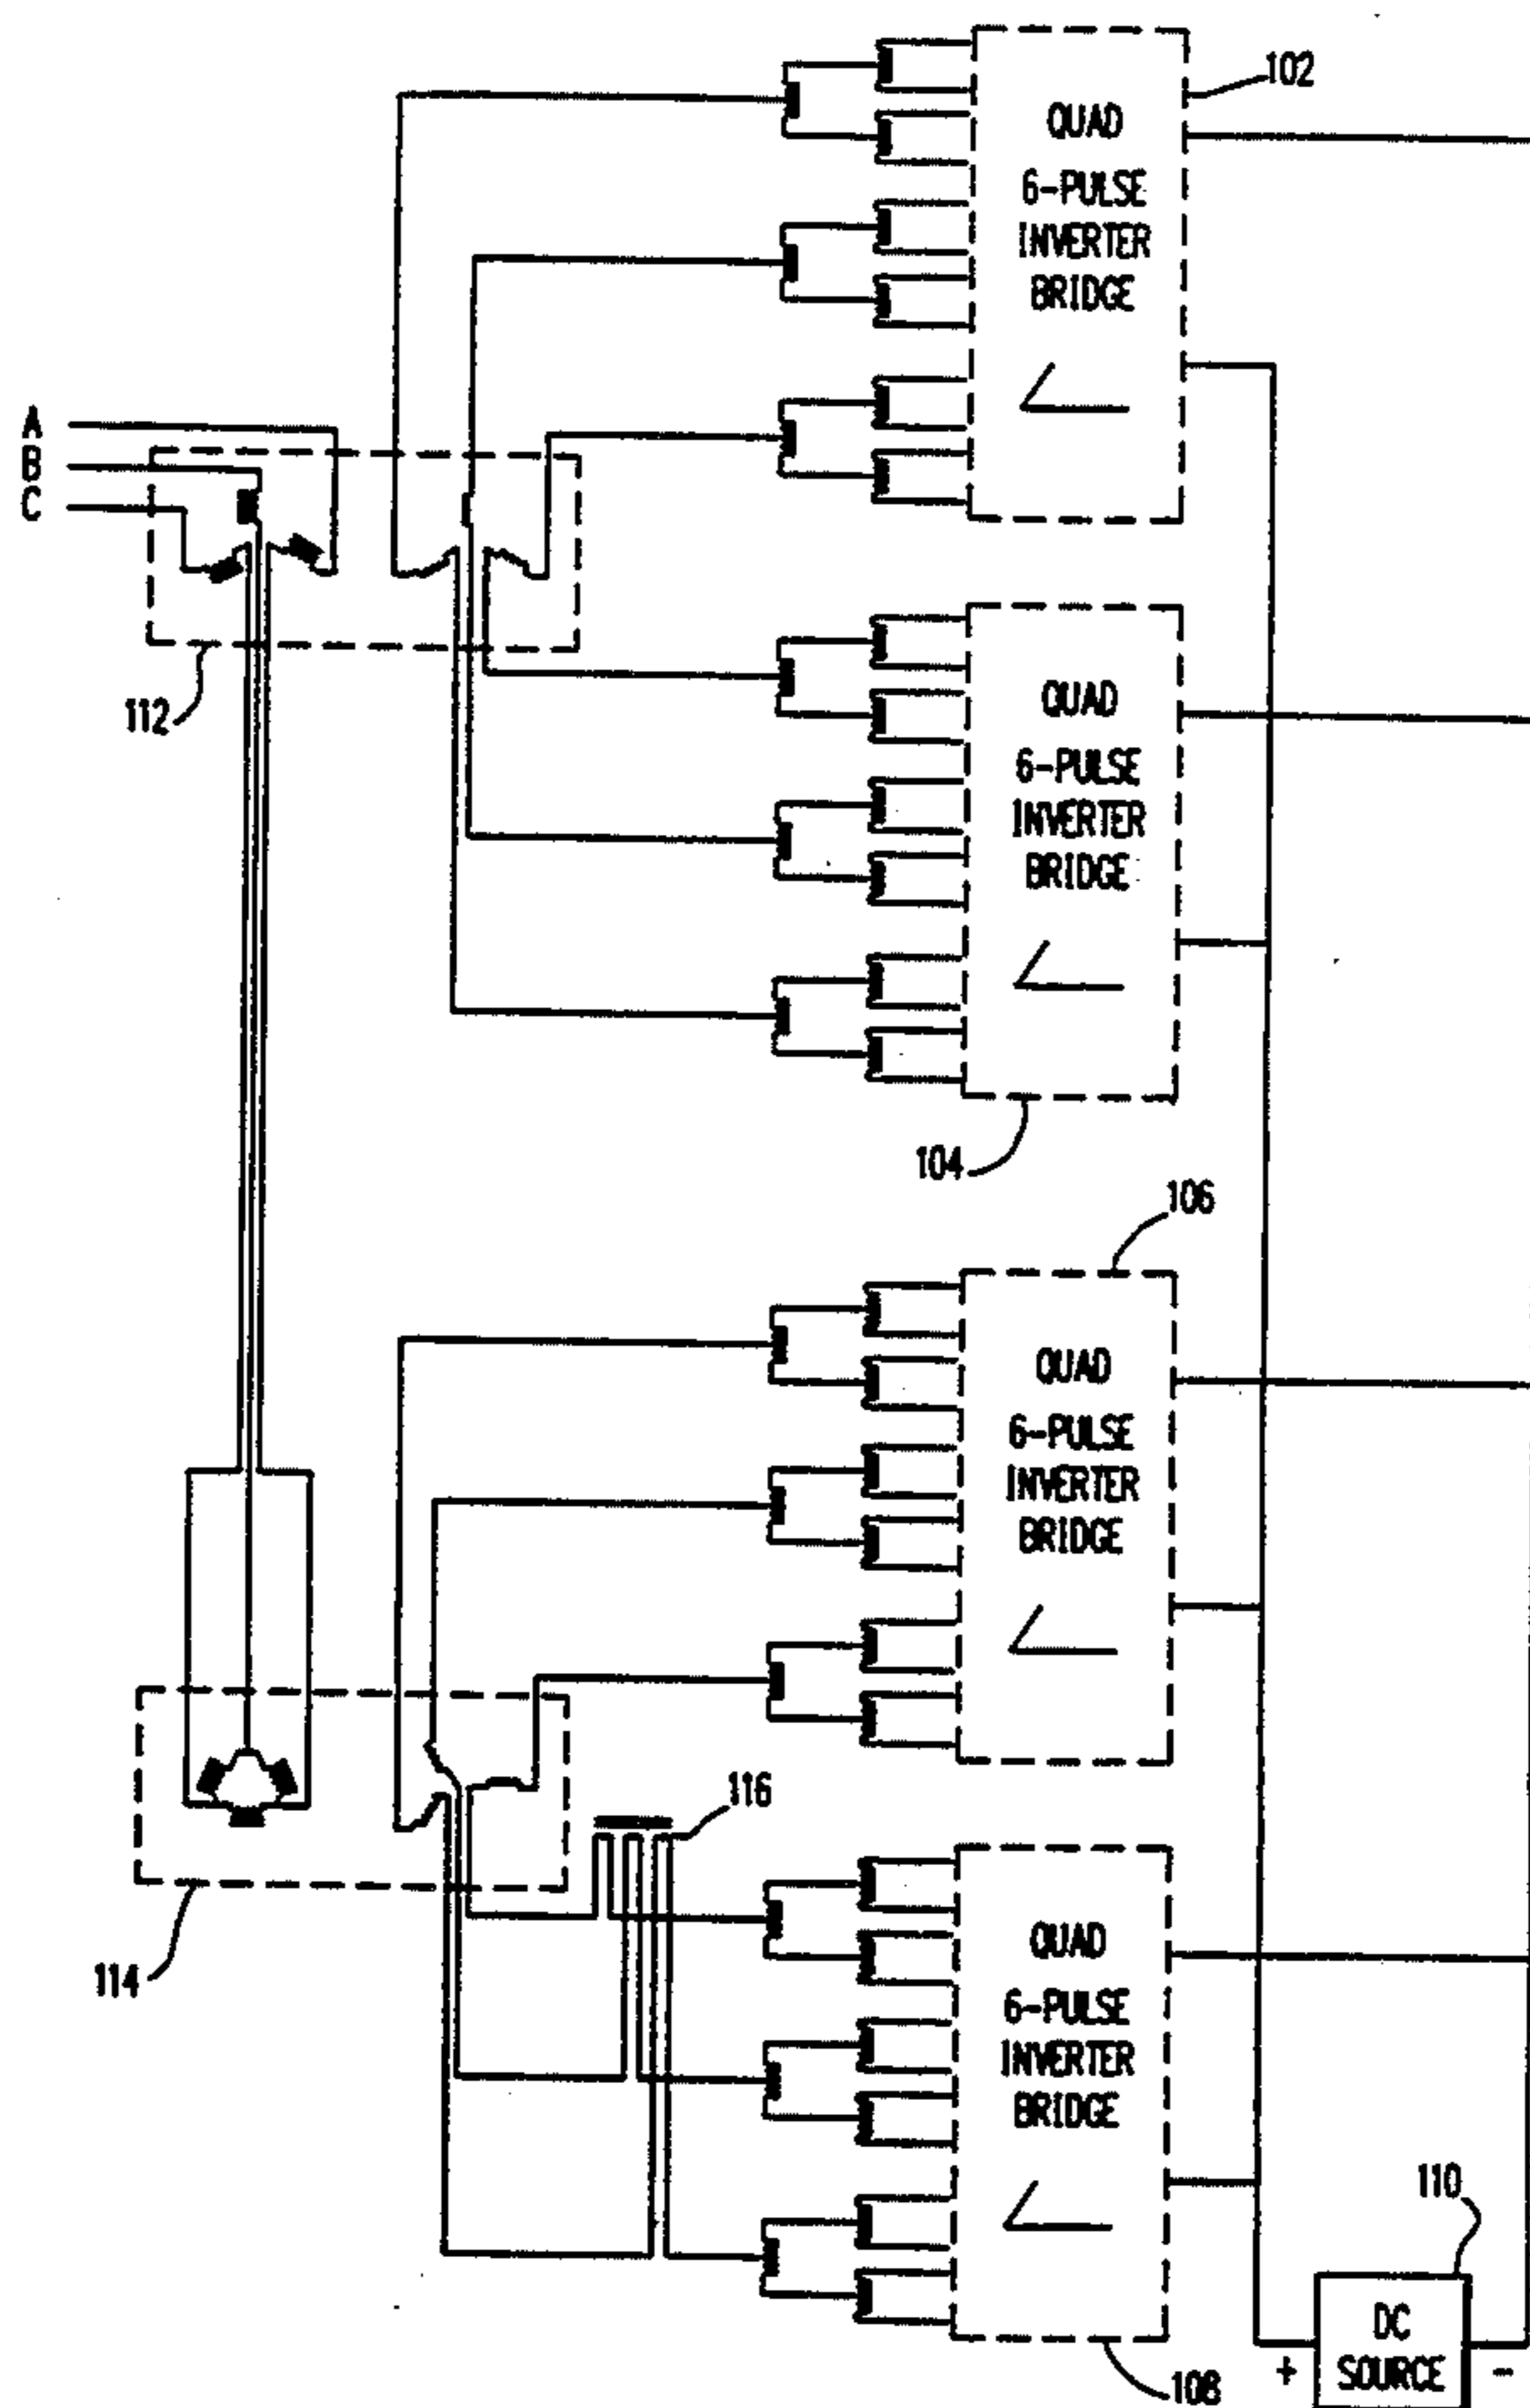 102
QUAD
6-PULSE
INVERTER
BRIDGE
A
B
C
112
QUAD
6-PULSE
INVERTER
BRIDGE
104
106
QUAD
6-PULSE
INVERTER
BRIDGE
116
114
QUAD
6-PULSE
INVERTER
BRIDGE
110
DC
SOURCE
+
-
108